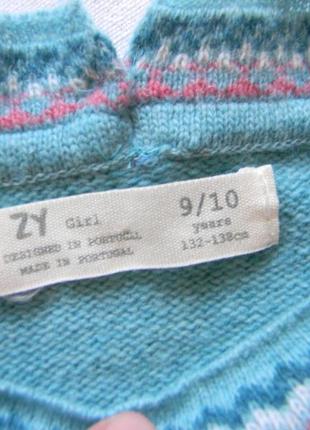 ZY Girl 9/10
years
DESIGNED IN PORTUGAL 132-138cm
MADE IN PORTUGAL